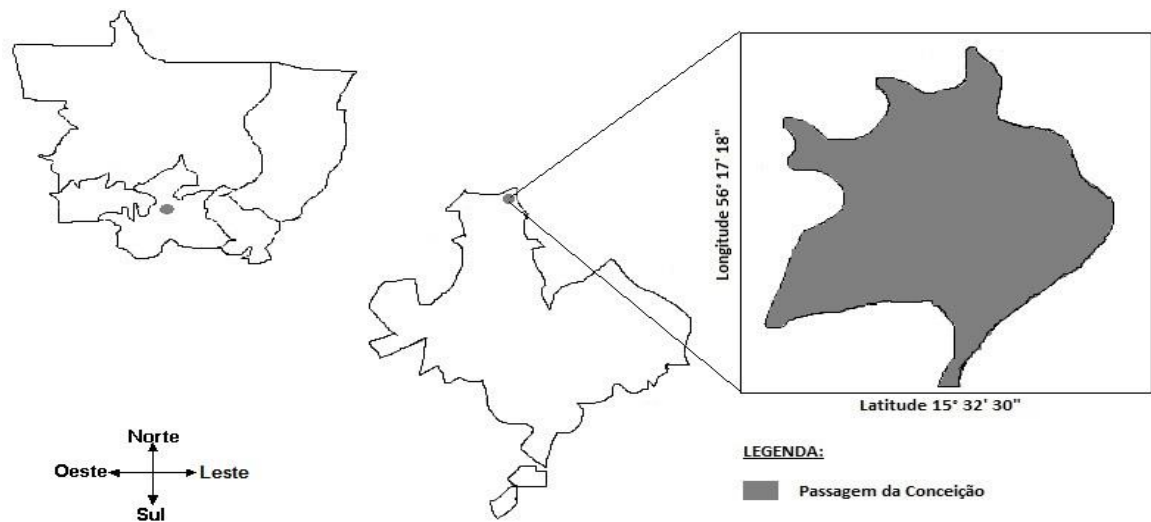 Longitude 56° 17' 18"
Latitude 15° 32' 30"
Norte
Oeste
Leste
Sul
LEGENDA:
Passagem da Conceição